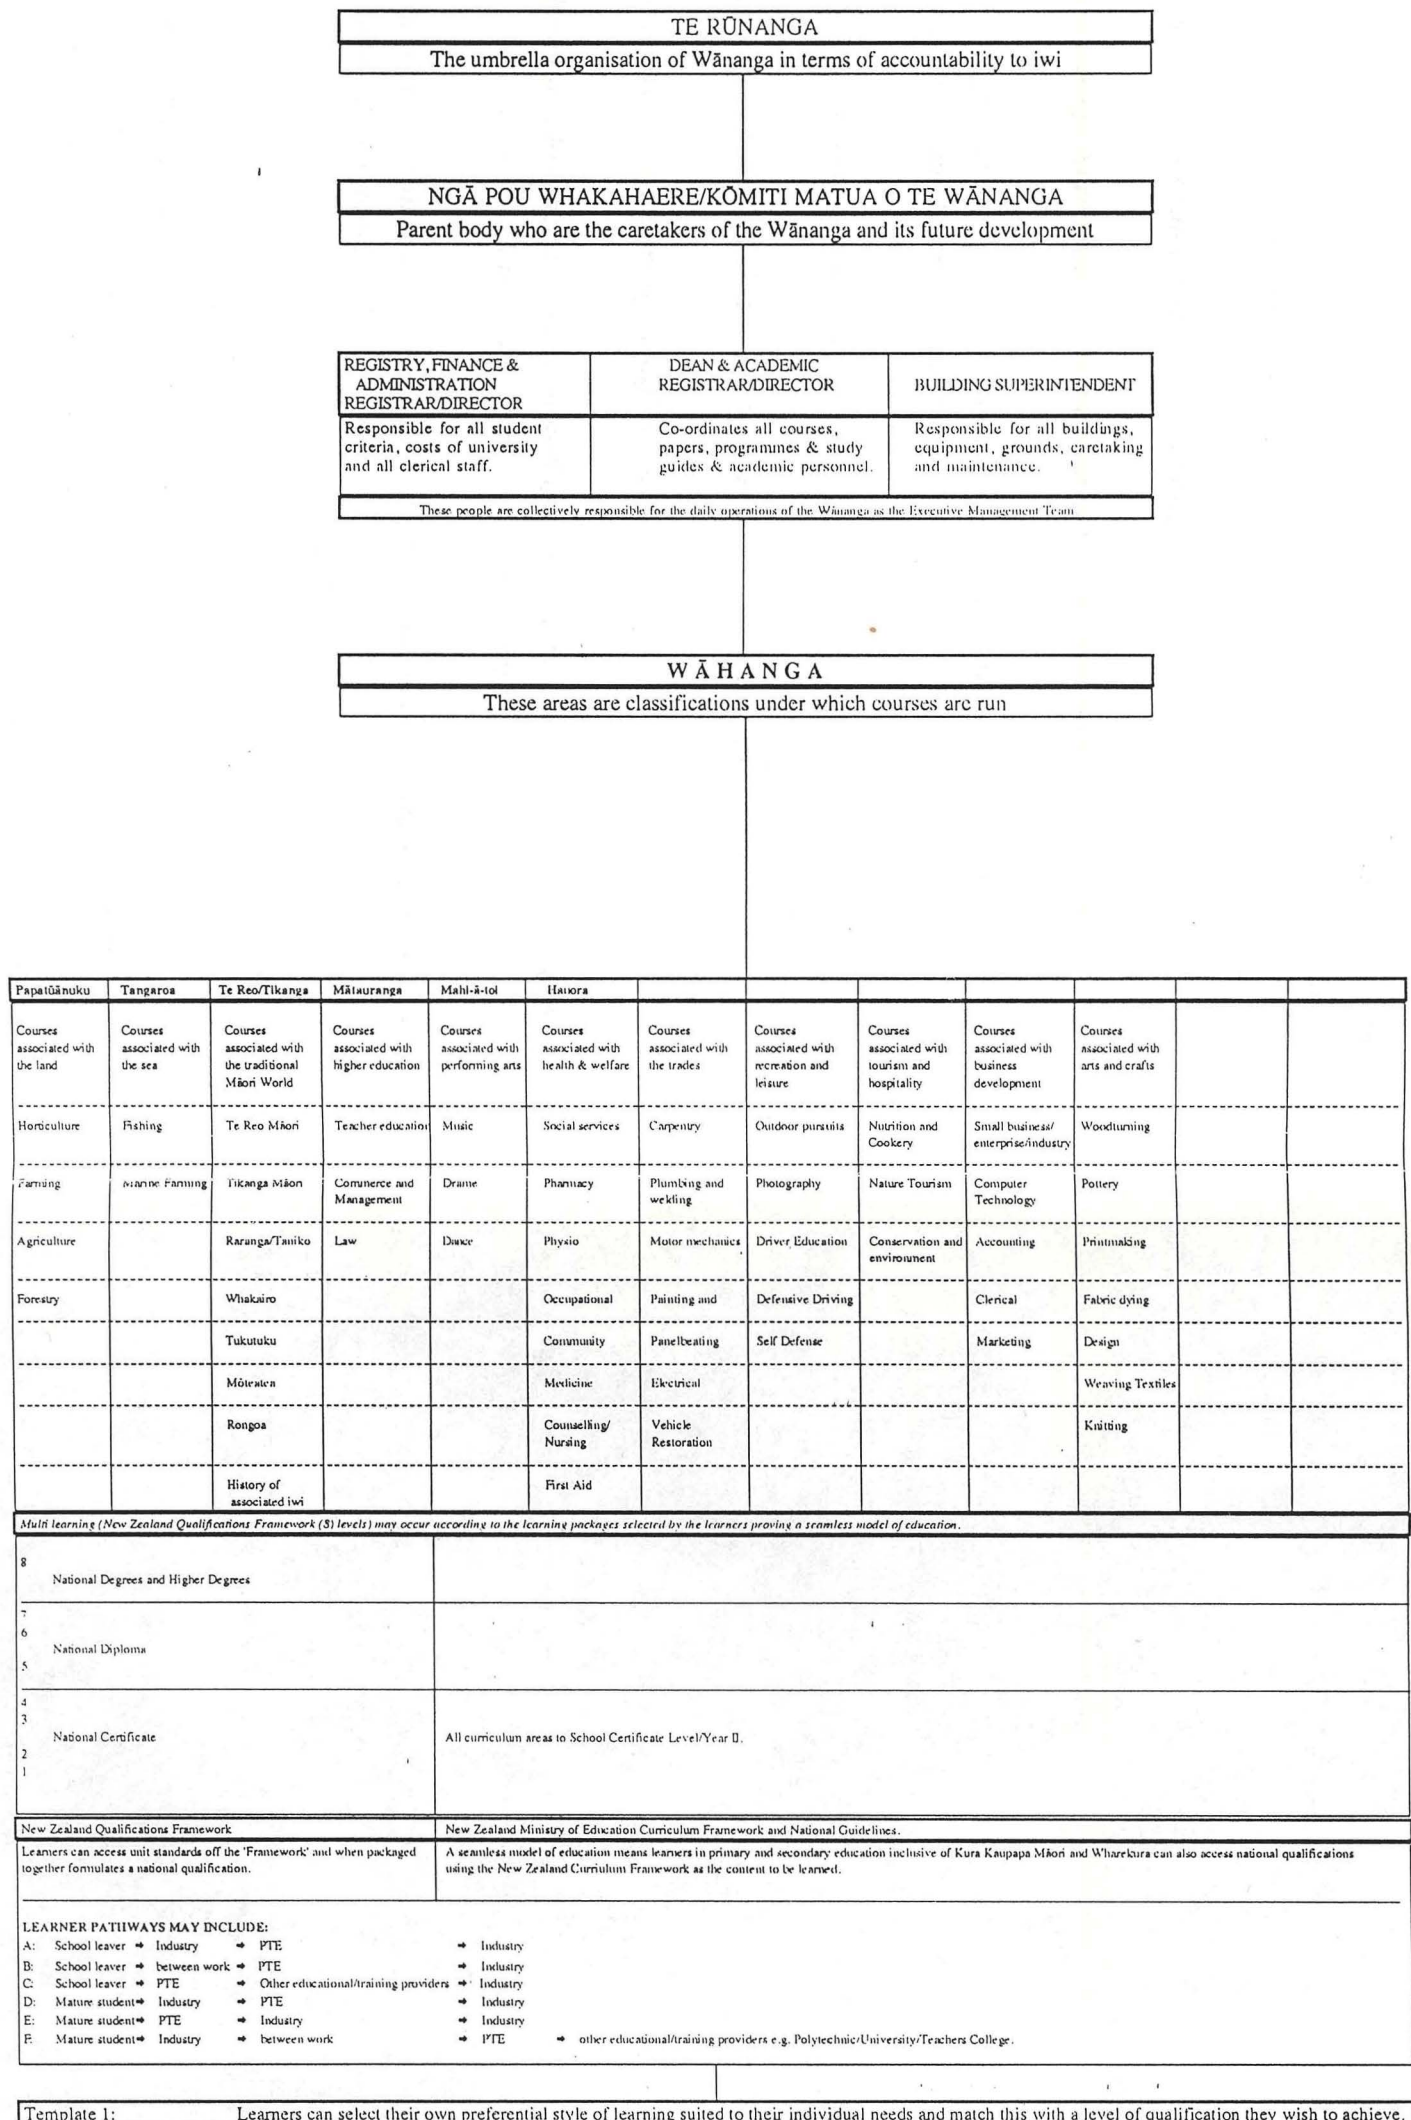 TE RŪNANGA
The umbrella organisation of Wānanga in terms of accountability to iwi
NGĀ POU WHAKAHAERE/KŌMITI MATUA O TE WĀNANGA
Parent body who are the caretakers of the Wānanga and its future development
REGISTRY, FINANCE &
ADMINISTRATION
REGISTRAR/DIRECTOR
DEAN & ACADEMIC
REGISTRAR/DIRECTOR
BUILDING SUPERINTENDENT
Responsible for all student
criteria, costs of university
and all clerical staff.
Co-ordinates all courses,
papers, programmes & study
guides & academic personnel.
Responsible for all buildings,
equipment, grounds, caretaking
and maintenance.
These people are collectively responsible for the daily operations of the Wānanga as the Executive Management Team
WĀHANGA
These areas are classifications under which courses are run
Papatūānuku Tangaroa Te Reo/Tikanga Mātauranga Mahi-ā-toi Hauora
Courses associated with the land
Courses associated with the sea
Courses associated with the traditional Māori World
Courses associated with higher education
Courses associated with performing arts
Courses associated with health & welfare
Courses associated with the trades
Courses associated with recreation and leisure
Courses associated with tourism and hospitality
Courses associated with business development
Courses associated with arts and crafts
Horticulture Fishing Te Reo Māori Teacher education Music Social services Carpentry Outdoor pursuits Nutrition and Cookery Small business/ enterprise/industry Woodturning
Farming Marine Farming Tikanga Māori Commerce and Management Drame Pharmacy Plumbing and welding Photography Nature Tourism Computer Technology Pottery
Agriculture Raranga/Taniko Law Dance Physio Motor mechanics Driver Education Conservation and environment Accounting Printmaking
Forestry Whakairo Occupational Painting and Defensive Driving Clerical Fabric dying
Tukutuku Community Panelbeating Self Defense Marketing Design
Mōteatea Medicine Electrical Weaving Textiles
Rongoa Counselling/ Nursing Vehicle Restoration Knitting
History of associated iwi First Aid
Multi learning (New Zealand Qualifications Framework (8) levels) may occur according to the learning packages selected by the learners proving a seamless model of education.
8
National Degrees and Higher Degrees
7
6
National Diploma
5
4
3
National Certificate All curriculum areas to School Certificate Level/Year
2
1
New Zealand Qualifications Framework
New Zealand Ministry of Education Curriculum Framework and National Guidelines.
Learners can access unit standards off the 'Framework' and when packaged
together formulates a national qualification.
A seamless model of education means learners in primary and secondary education inclusive of Kura Kaupapa Māori and Wharekura can also access national qualifications
using the New Zealand Curriulum Framework as the content to be learned.
LEARNER PATHWAYS MAY INCLUDE:
A: School leaver ➡ Industry ➡ PTE ➡ Industry
B: School leaver ➡ between work ➡ PTE ➡ Industry
C: School leaver ➡ PTE ➡ Other educational/training providers ➡ Industry
D: Mature student ➡ Industry ➡ PTE ➡ Industry
E: Mature student ➡ PTE ➡ Industry ➡ Industry
F. Mature student ➡ Industry ➡ between work ➡ PTE ➡ other educational/training providers e.g. Polytechnic/University/Teachers College.
Template 1: Learners can select their own preferential style of learning suited to their individual needs and match this with a level of qualification they wish to achieve.